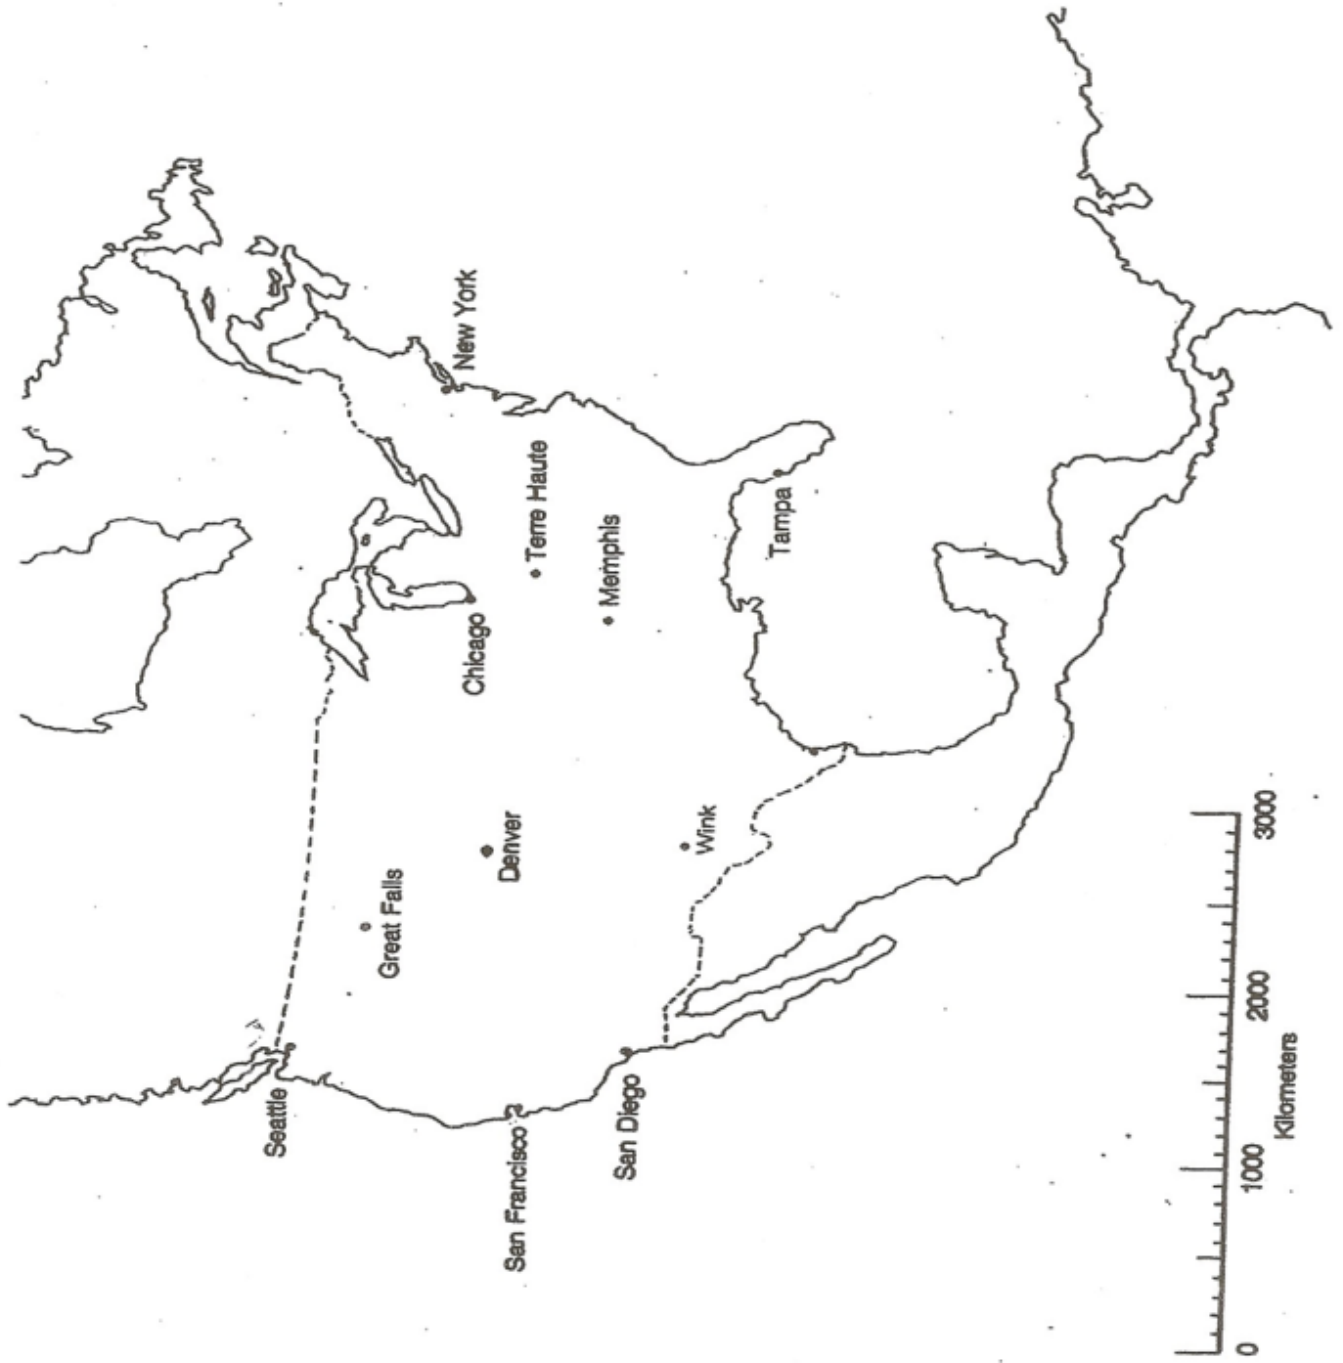 Seattle
San Francisco
San Diego
Great Falls
Denver
Wink
Chicago
Terre Haute
Memphis
Tampa
New York
0 1000 2000 3000
Kilometers